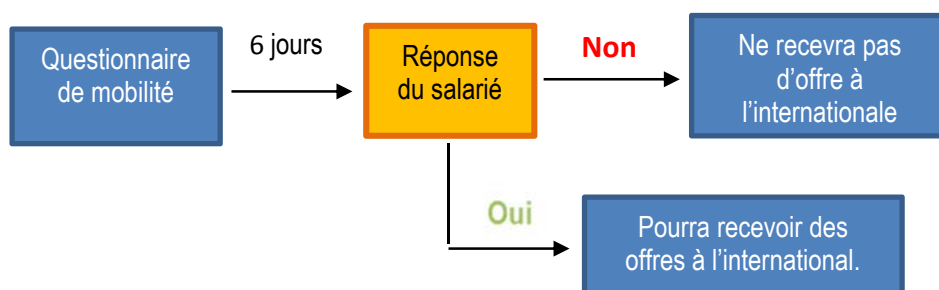 Questionnaire
de mobilité
6 jours
Réponse
du salarié
Non
Ne recevra pas
d’offre à
l’internationale
Oui
Pourra recevoir des
offres à l’international.